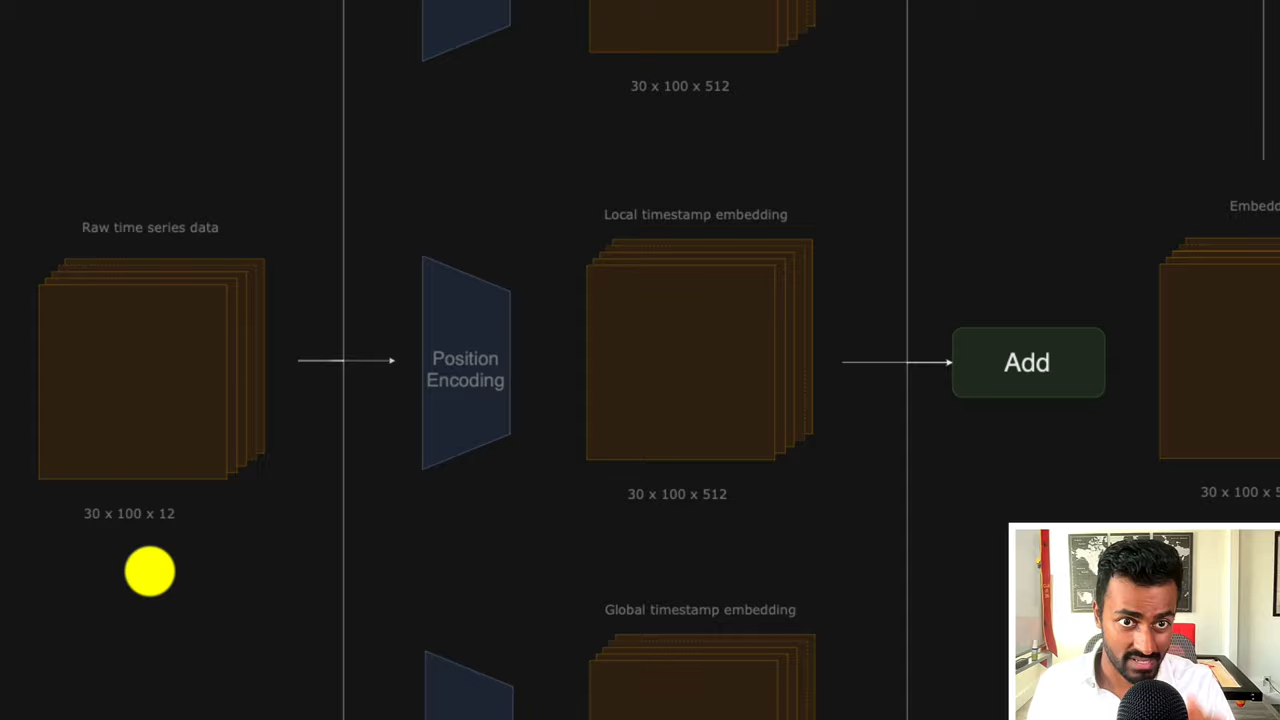 30 x 100 x 512
Local timestamp embedding
Raw time series data
Position
Encoding
Add
30 x 100 x 12
30 x 100 x 512
Global timestamp embedding